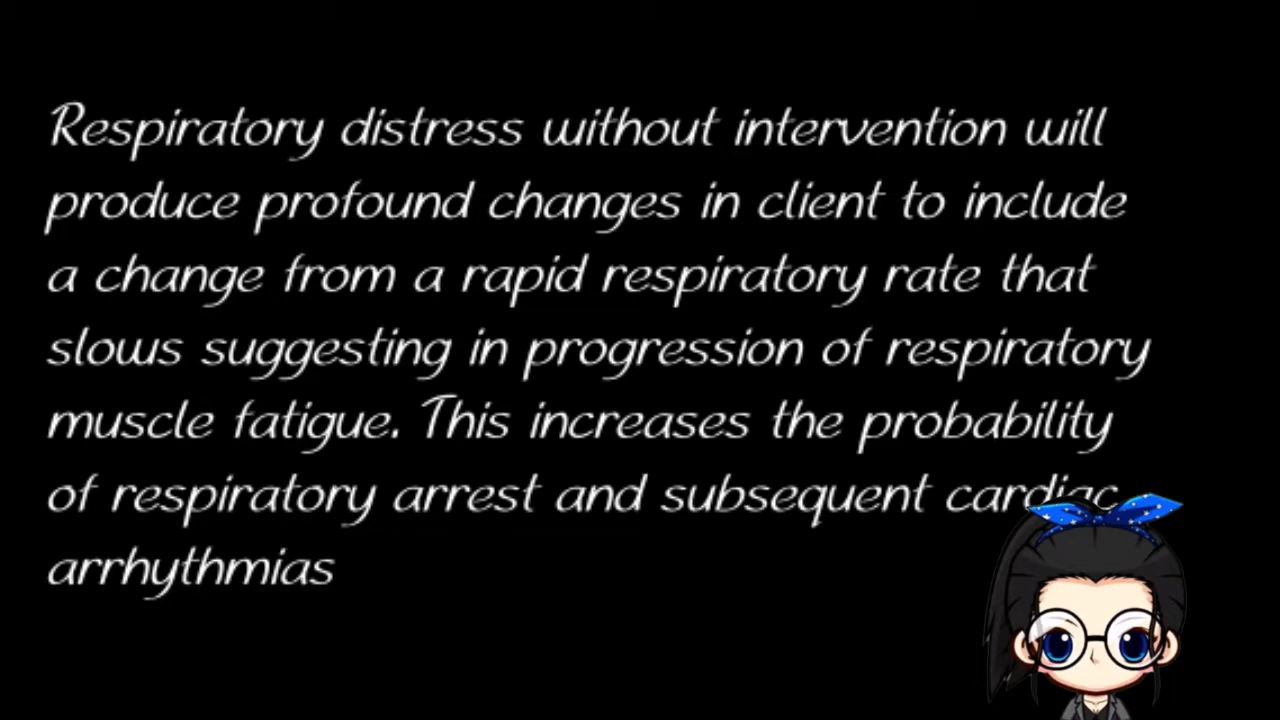 Respiratory distress without intervention will
produce profound changes in client to include
a change from a rapid respiratory rate that
slows suggesting in progression of respiratory
muscle fatigue. This increases the probability
of respiratory arrest and subsequent cardiac
arrhythmias